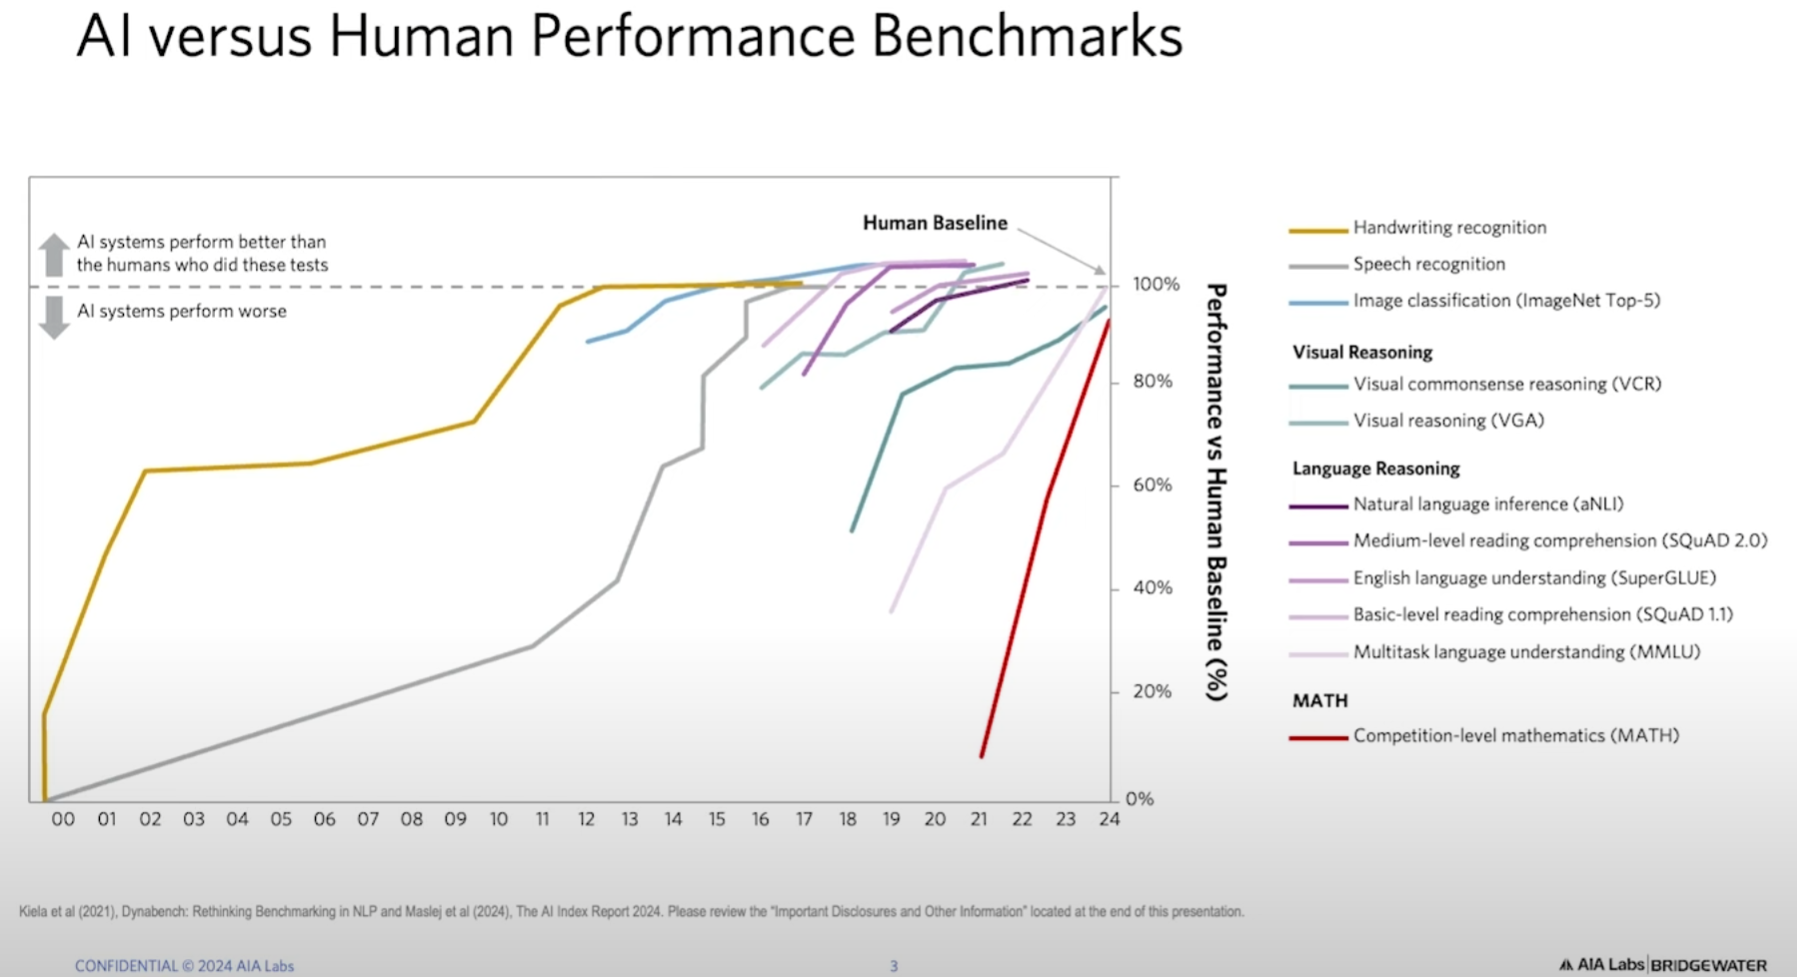 AI versus Human Performance Benchmarks
Human Baseline
AI systems perform better than
the humans who did these tests
AI systems perform worse
100%
80%
60%
40%
20%
0%
Performance vs Human Baseline (%)
00 01 02 03 04 05 06 07 08 09 10 11 12 13 14 15 16 17 18 19 20 21 22 23 24
Handwriting recognition
Speech recognition
Image classification (ImageNet Top-5)
Visual Reasoning
Visual commonsense reasoning (VCR)
Visual reasoning (VGA)
Language Reasoning
Natural language inference (aNLI)
Medium-level reading comprehension (SQuAD 2.0)
English language understanding (SuperGLUE)
Basic-level reading comprehension (SQuAD 1.1)
Multitask language understanding (MMLU)
MATH
Competition-level mathematics (MATH)
Kiela et al (2021), Dynabench: Rethinking Benchmarking in NLP and Maslej et al (2024), The AI Index Report 2024. Please review the "Important Disclosures and Other Information" located at the end of this presentation.
CONFIDENTIAL © 2024 AIA Labs
3
AIA Labs | BRIDGEWATER